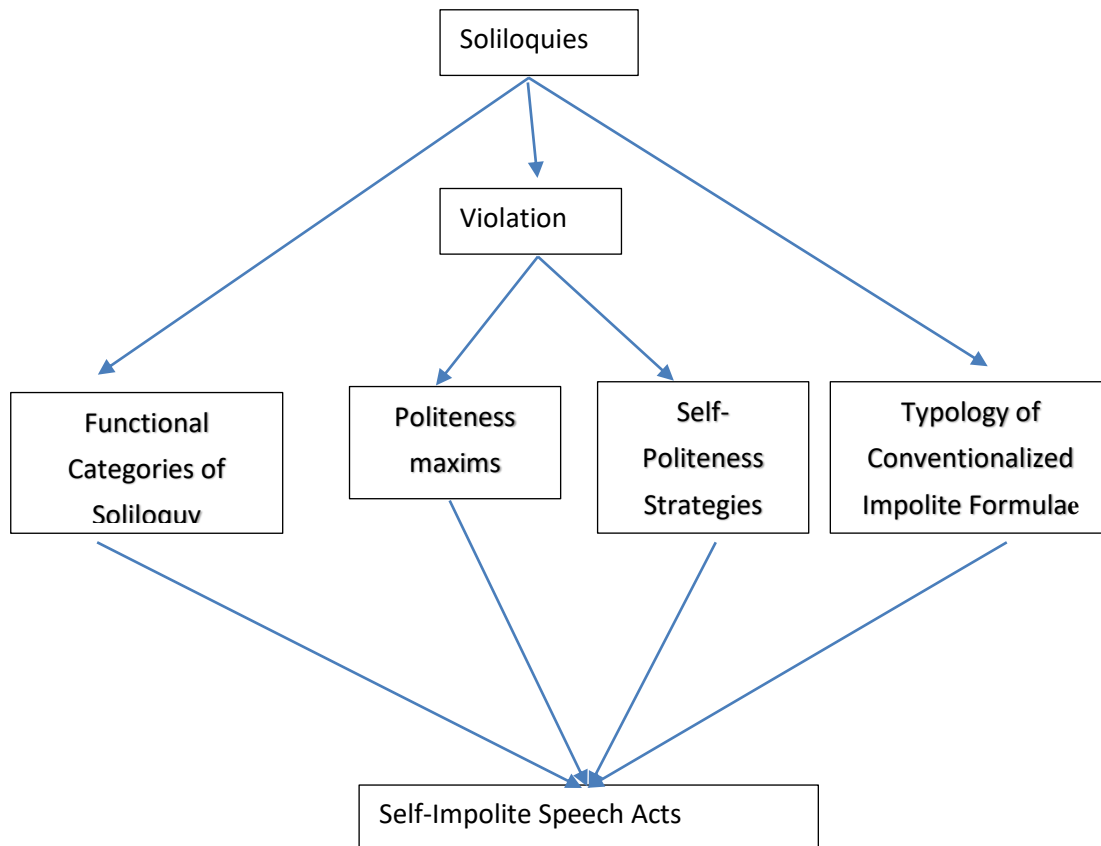 Soliloquies
Violation
Functional
Categories of
Soliloquy
Politeness
maxims
Self-
Politeness
Strategies
Typology of
Conventionalized
Impolite Formulae
Self-Impolite Speech Acts